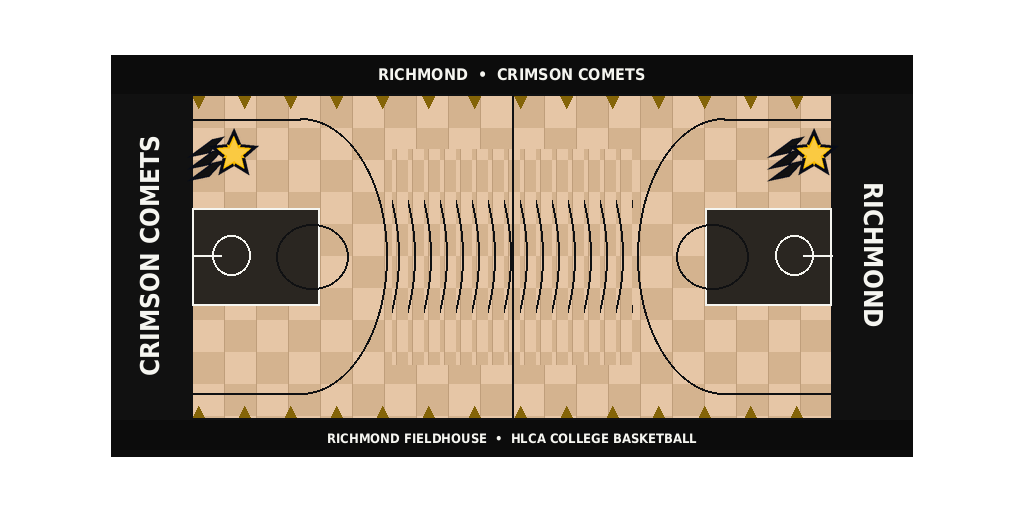 RICHMOND • CRIMSON COMETS
CRIMSON COMETS
RICHMOND
RICHMOND FIELDHOUSE • HLCA COLLEGE BASKETBALL